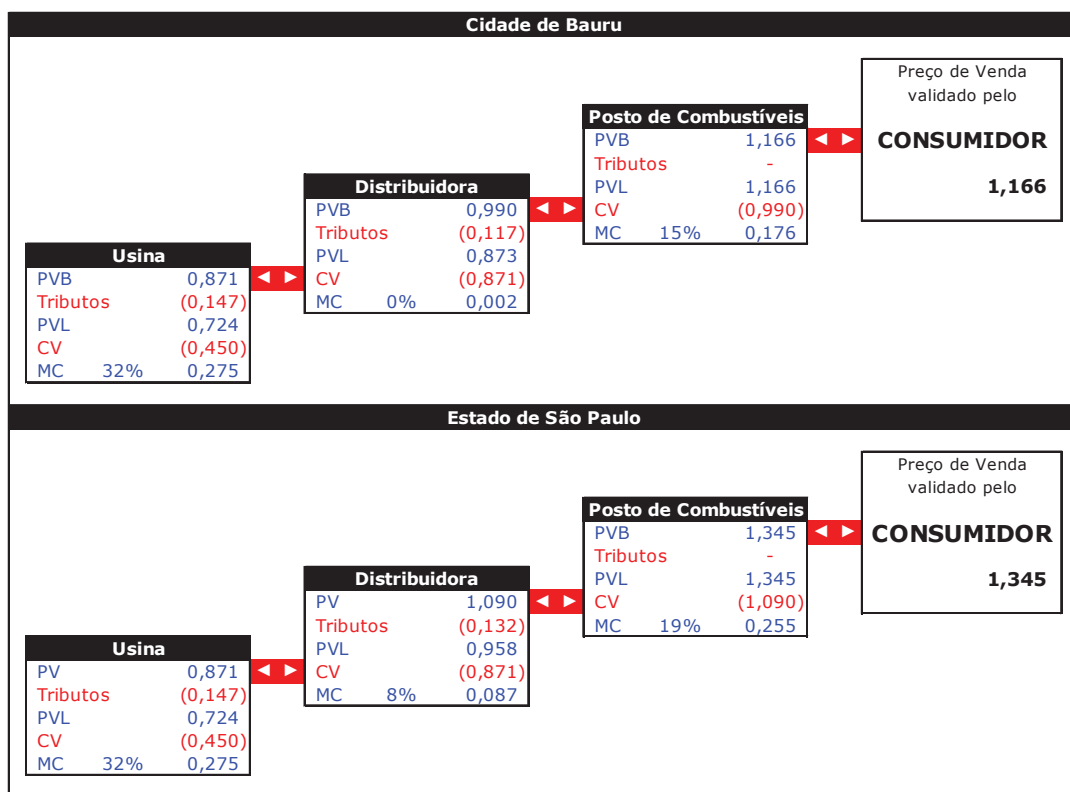 Cidade de Bauru
Preço de Venda
validado pelo
CONSUMIDOR
1,166
Posto de Combustíveis
PVB 1,166
Tributos -
PVL 1,166
CV (0,990)
MC 15% 0,176
Distribuidora
PVB 0,990
Tributos (0,117)
PVL 0,873
CV (0,871)
MC 0% 0,002
Usina
PVB 0,871
Tributos (0,147)
PVL 0,724
CV (0,450)
MC 32% 0,275
Estado de São Paulo
Preço de Venda
validado pelo
CONSUMIDOR
1,345
Posto de Combustíveis
PVB 1,345
Tributos -
PVL 1,345
CV (1,090)
MC 19% 0,255
Distribuidora
PV 1,090
Tributos (0,132)
PVL 0,958
CV (0,871)
MC 8% 0,087
Usina
PV 0,871
Tributos (0,147)
PVL 0,724
CV (0,450)
MC 32% 0,275